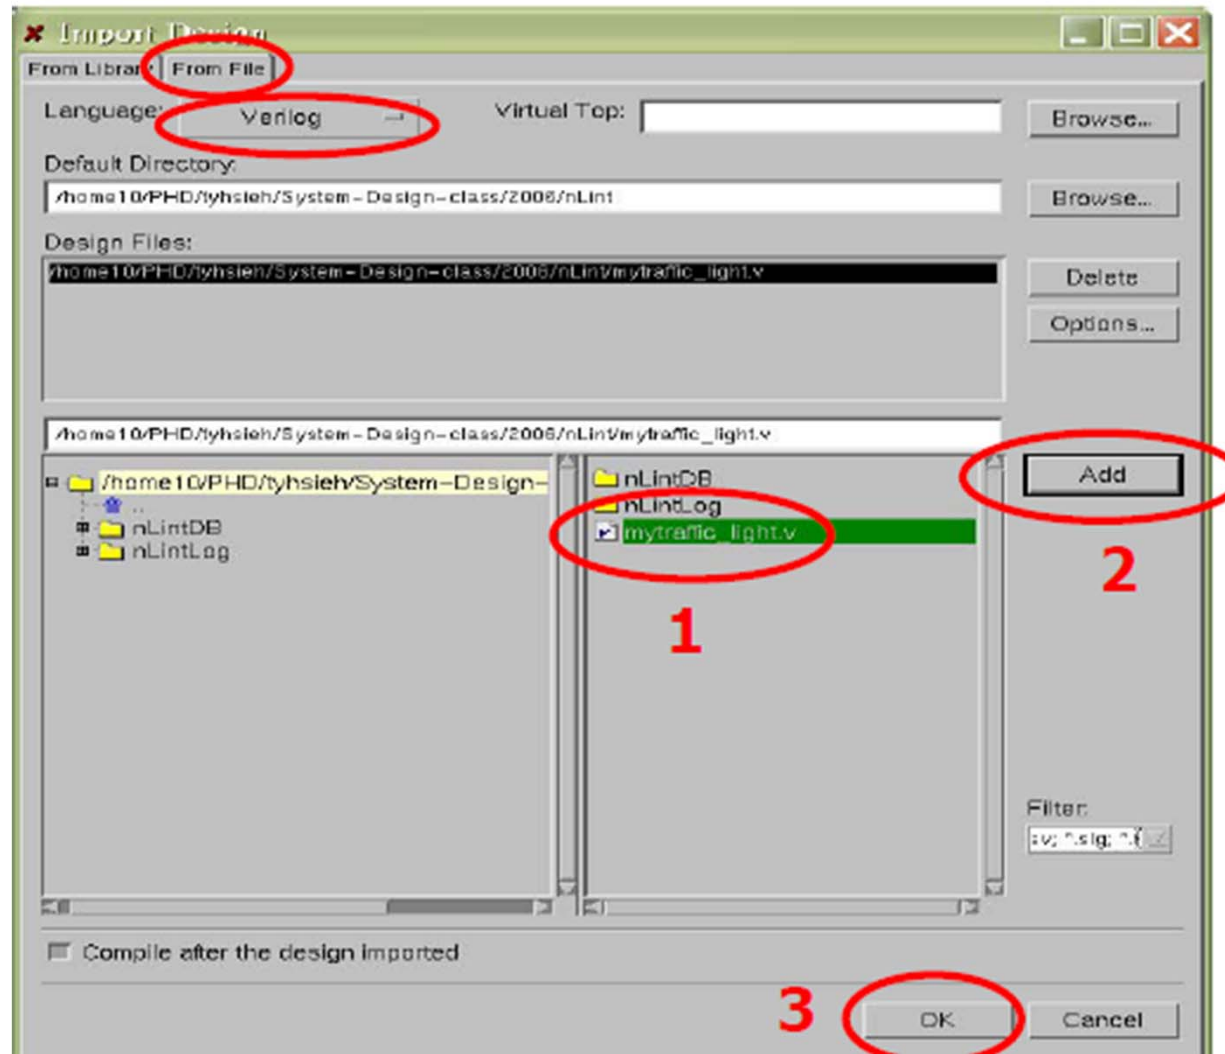 Import Design
From Library From File
Language: Verilog Virtual Top: Browse...
Default Directory:
/home10/PHD/tyhsieh/System-Design-class/2006/nLint Browse...
Design Files:
/home10/PHD/tyhsieh/System-Design-class/2006/nLint/mytraffic_light.v Delete
Options...
/home10/PHD/tyhsieh/System-Design-class/2006/nLint/mytraffic_light.v
/home10/PHD/tyhsieh/System-Design- nLintDB Add
.. nLintLog
nLintDB mytraffic_light.v
nLintLog
2
1
Filter:
Compile after the design imported
3 OK Cancel